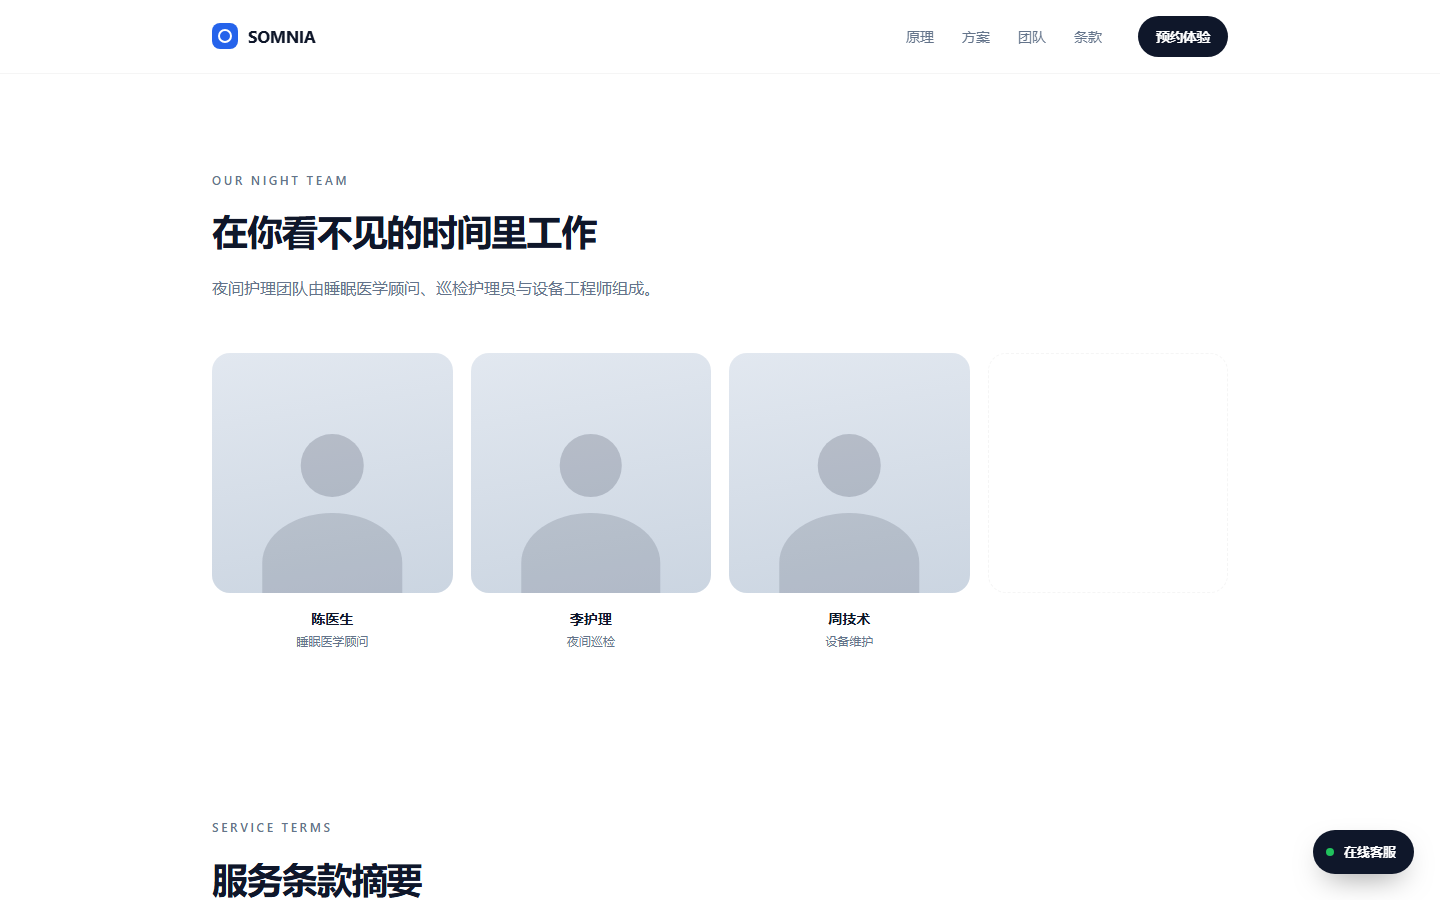 SOMNIA
原理
方案
团队
条款
预约体验
OUR NIGHT TEAM
在你看不见的时间里工作
夜间护理团队由睡眠医学顾问、巡检护理员与设备工程师组成。
陈医生
睡眠医学顾问
李护理
夜间巡检
周技术
设备维护
SERVICE TERMS
服务条款摘要
在线客服